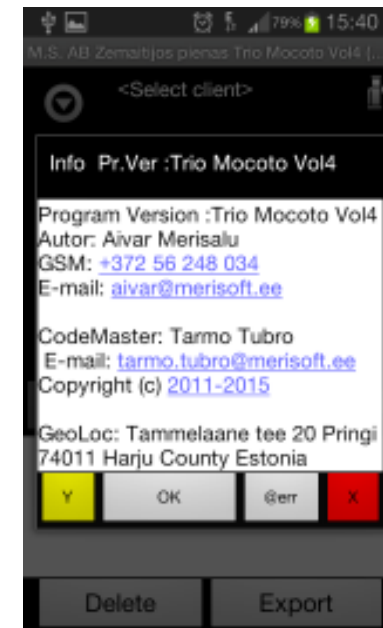 79% 15:40
M.S. AB Zemaitijos pienas Trio Mocoto Vol4 (...
<Select client>
Info Pr.Ver :Trio Mocoto Vol4
Program Version :Trio Mocoto Vol4
Autor: Aivar Merisalu
GSM: +372 56 248 034
E-mail: aivar@merisoft.ee
CodeMaster: Tarmo Tubro
E-mail: tarmo.tubro@merisoft.ee
Copyright (c) 2011-2015
GeoLoc: Tammelaane tee 20 Pringi
74011 Harju County Estonia
Y OK @err X
Delete Export